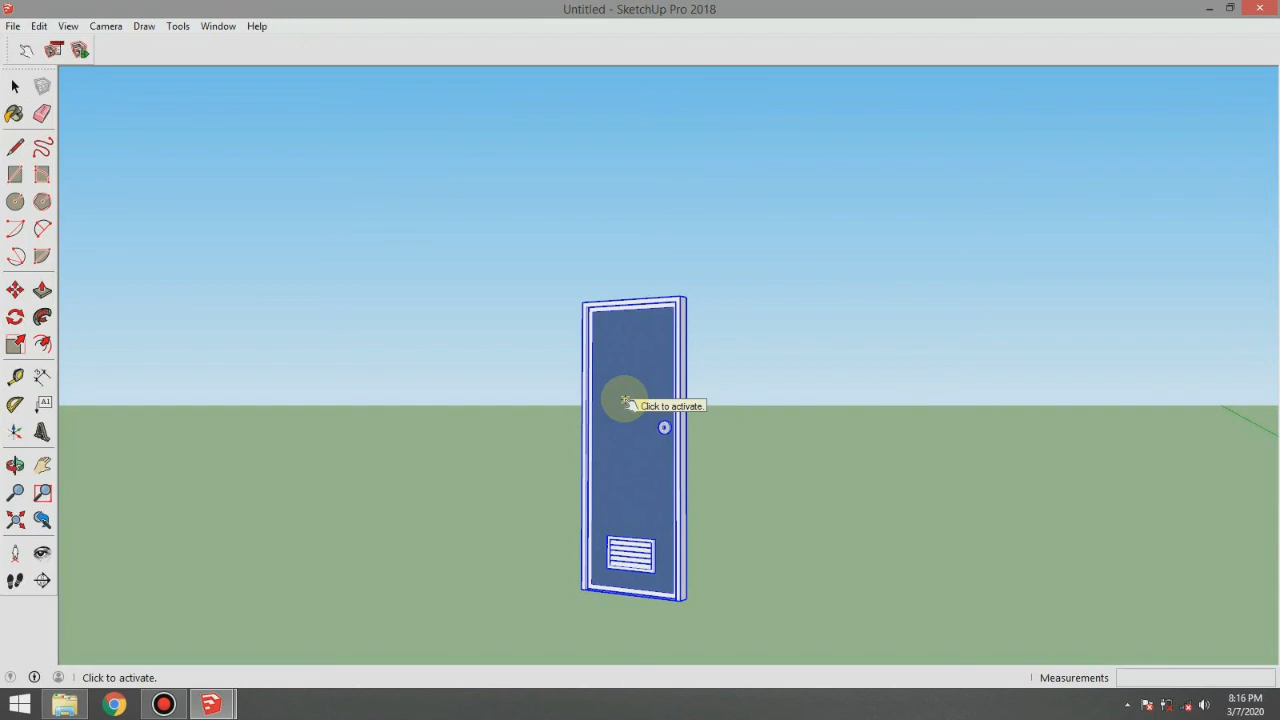 Untitled - SketchUp Pro 2018
File Edit View Camera Draw Tools Window Help
A1
Click to activate.
Click to activate.
Measurements
8:16 PM
3/7/2020